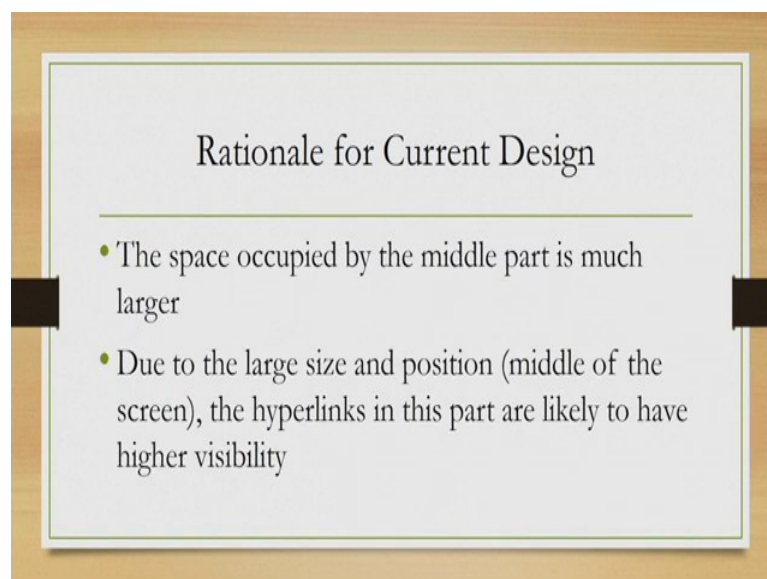 Rationale for Current Design
• The space occupied by the middle part is much
larger
• Due to the large size and position (middle of the
screen), the hyperlinks in this part are likely to have
higher visibility